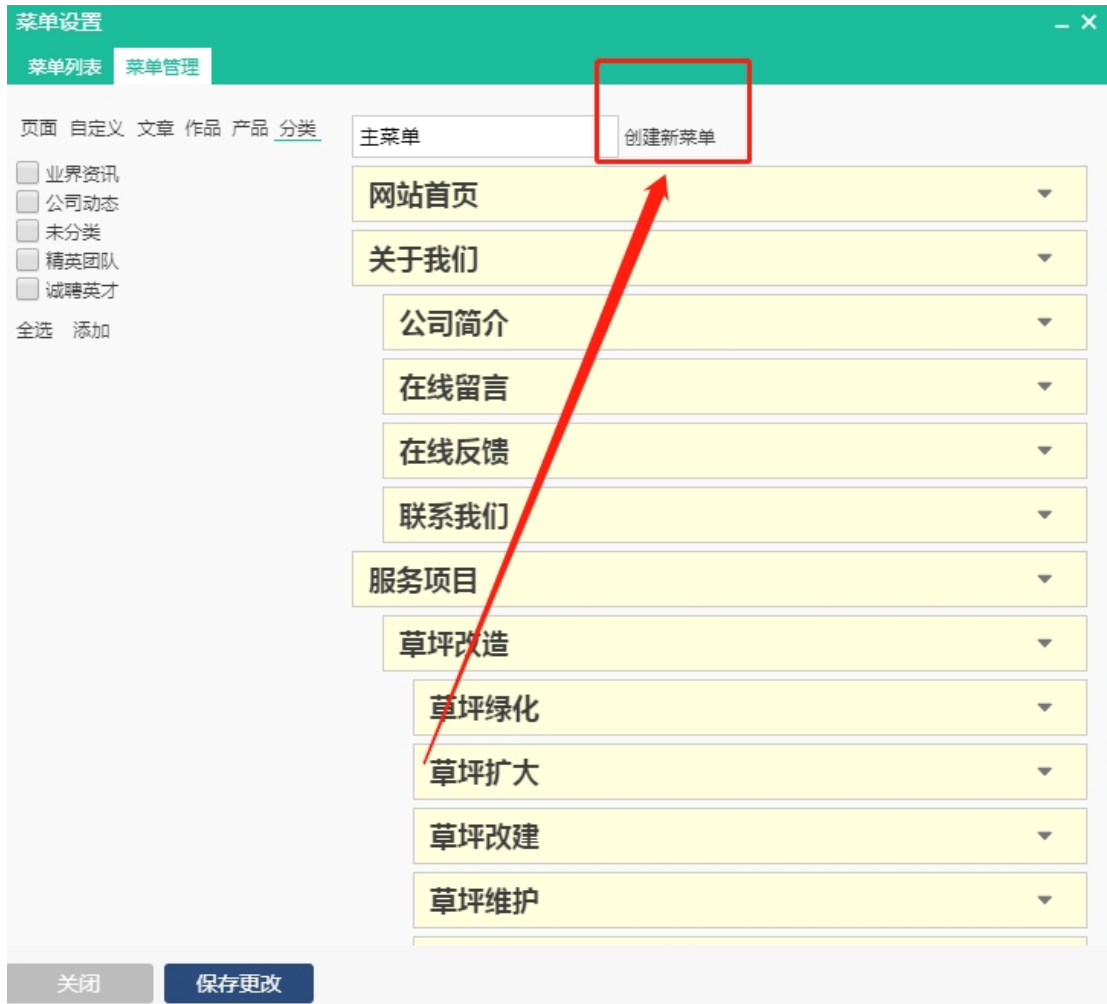 菜单设置
菜单列表 菜单管理
页面 自定义 文章 作品 产品 分类
业界资讯
公司动态
未分类
精英团队
诚聘英才
全选 添加
主菜单 创建新菜单
网站首页
关于我们
公司简介
在线留言
在线反馈
联系我们
服务项目
草坪改造
草坪绿化
草坪扩大
草坪改建
草坪维护
关闭 保存更改